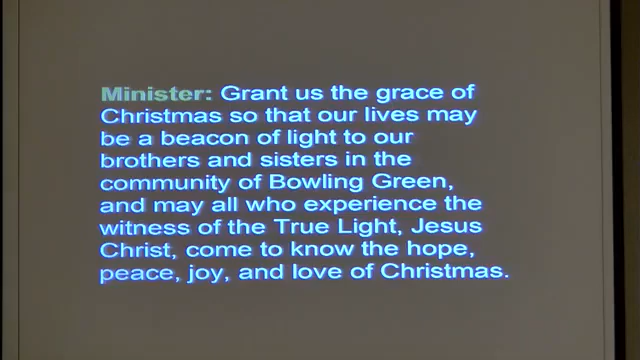 Minister: Grant us the grace of
Christmas so that our lives may
be a beacon of light to our
brothers and sisters in the
community of Bowling Green,
and may all who experience the
witness of the True Light, Jesus
Christ, come to know the hope,
peace, joy, and love of Christmas.